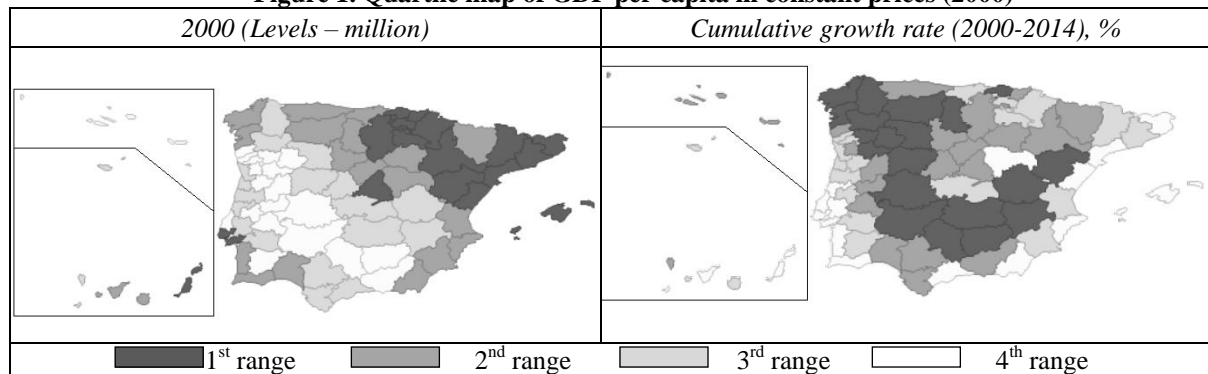 Figure 1. Quartile map of GDP per capita in constant prices (2000)
2000 (Levels – million)
Cumulative growth rate (2000-2014), %
1st range 2nd range 3rd range 4th range